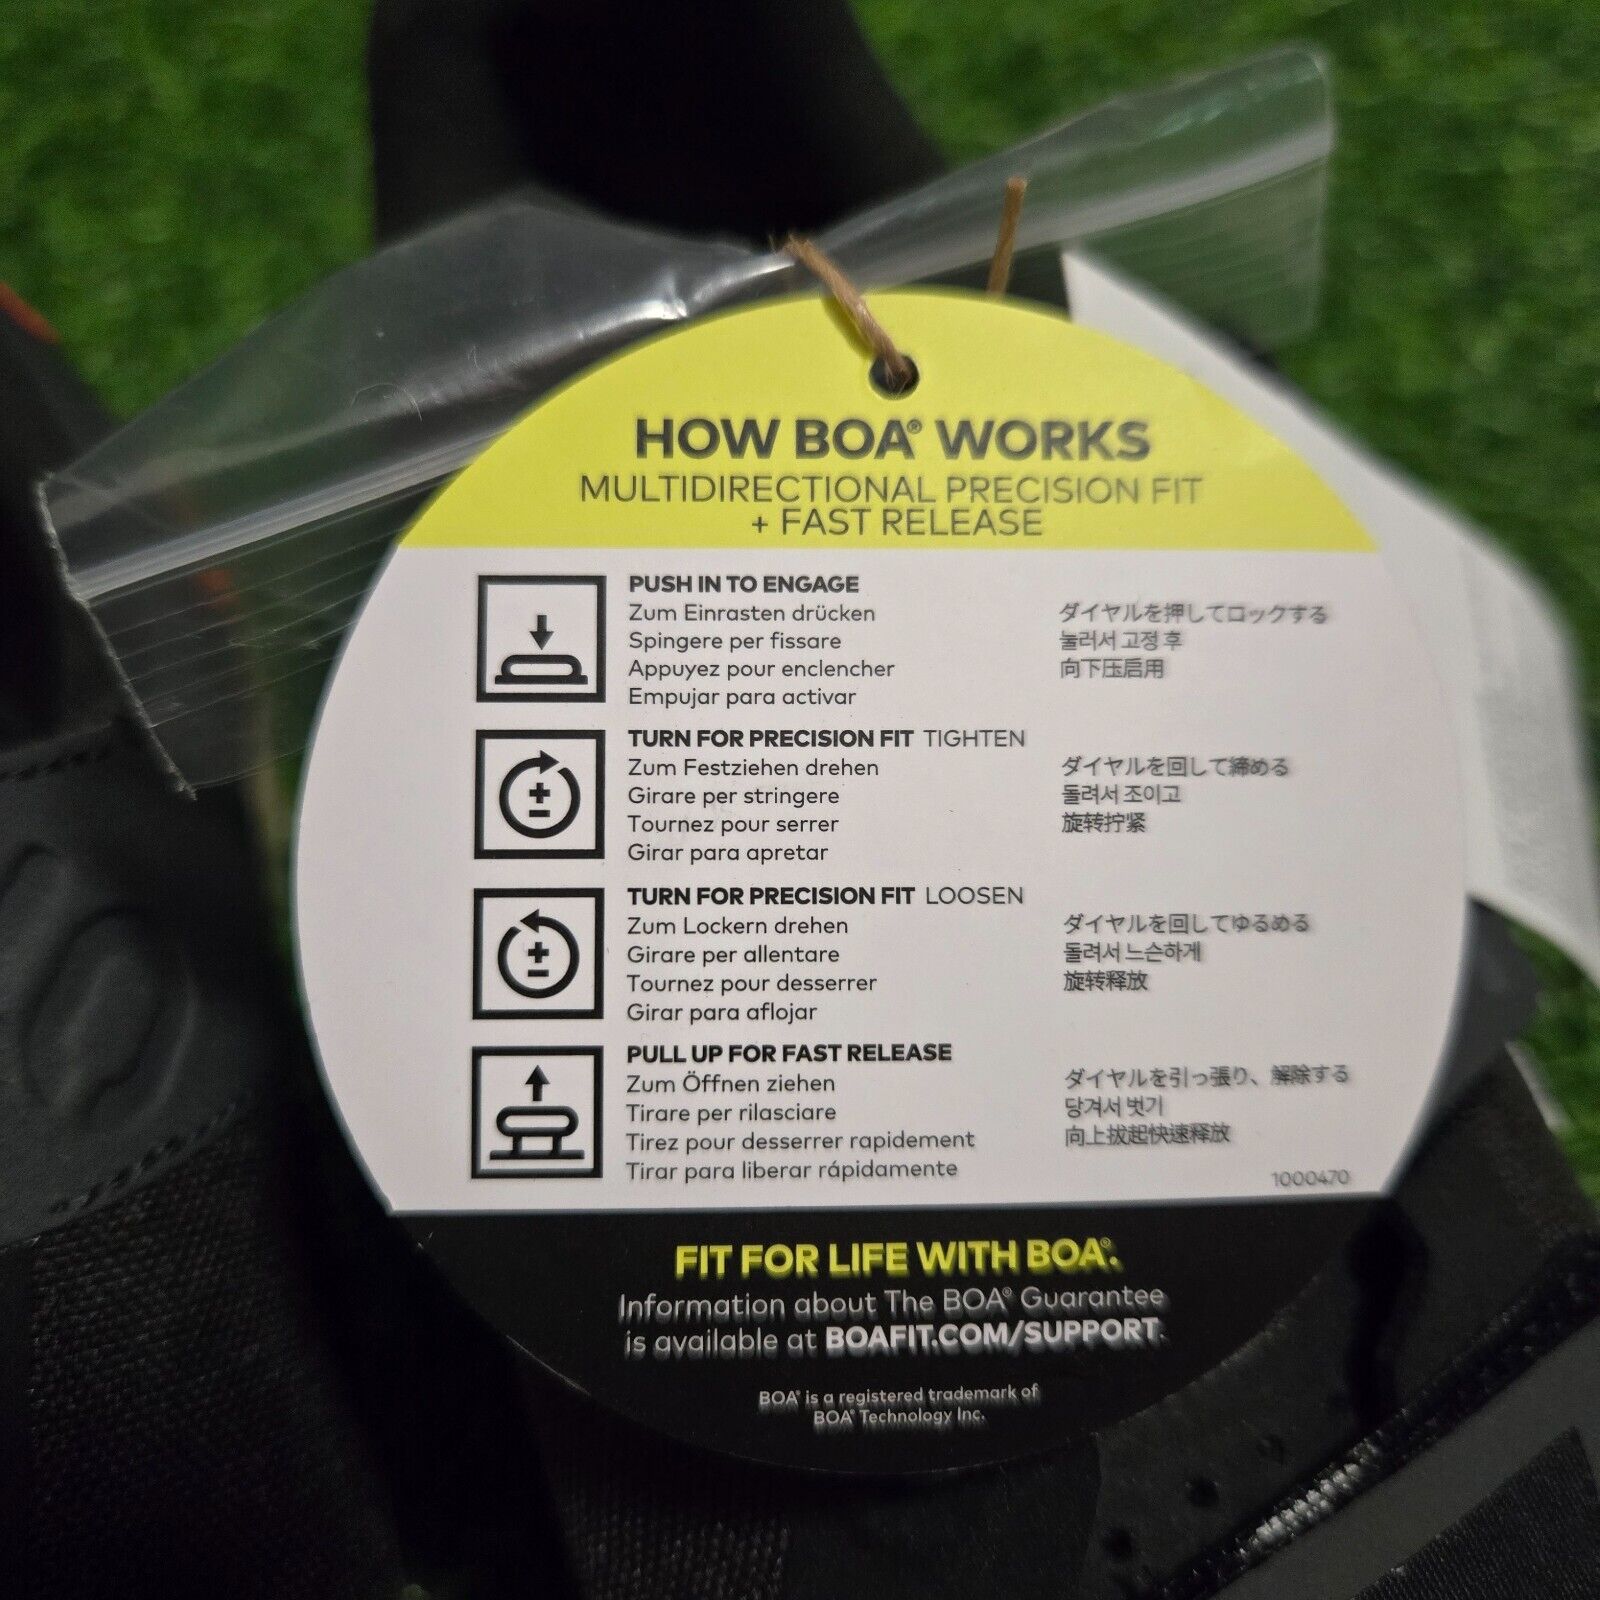 HOW BOA® WORKS
MULTIDIRECTIONAL PRECISION FIT
+ FAST RELEASE
PUSH IN TO ENGAGE
Zum Einrasten drücken
Spingere per fissare
Appuyez pour enclencher
Empujar para activar
ダイヤルを押してロックする
눌러서 고정 후
向下压启用
TURN FOR PRECISION FIT TIGHTEN
Zum Festziehen drehen
Girare per stringere
Tournez pour serrer
Girar para apretar
ダイヤルを回して締める
돌려서 조이고
旋转拧紧
TURN FOR PRECISION FIT LOOSEN
Zum Lockern drehen
Girare per allentare
Tournez pour desserrer
Girar para aflojar
ダイヤルを回してゆるめる
돌려서 느슨하게
旋转释放
PULL UP FOR FAST RELEASE
Zum Öffnen ziehen
Tirare per rilasciare
Tirez pour desserrer rapidement
Tirar para liberar rápidamente
ダイヤルを引っ張り、解除する
당겨서 벗기
向上拔起快速释放
1000470
FIT FOR LIFE WITH BOA®.
Information about The BOA® Guarantee
is available at BOAFIT.COM/SUPPORT.
BOA® is a registered trademark of
BOA® Technology Inc.